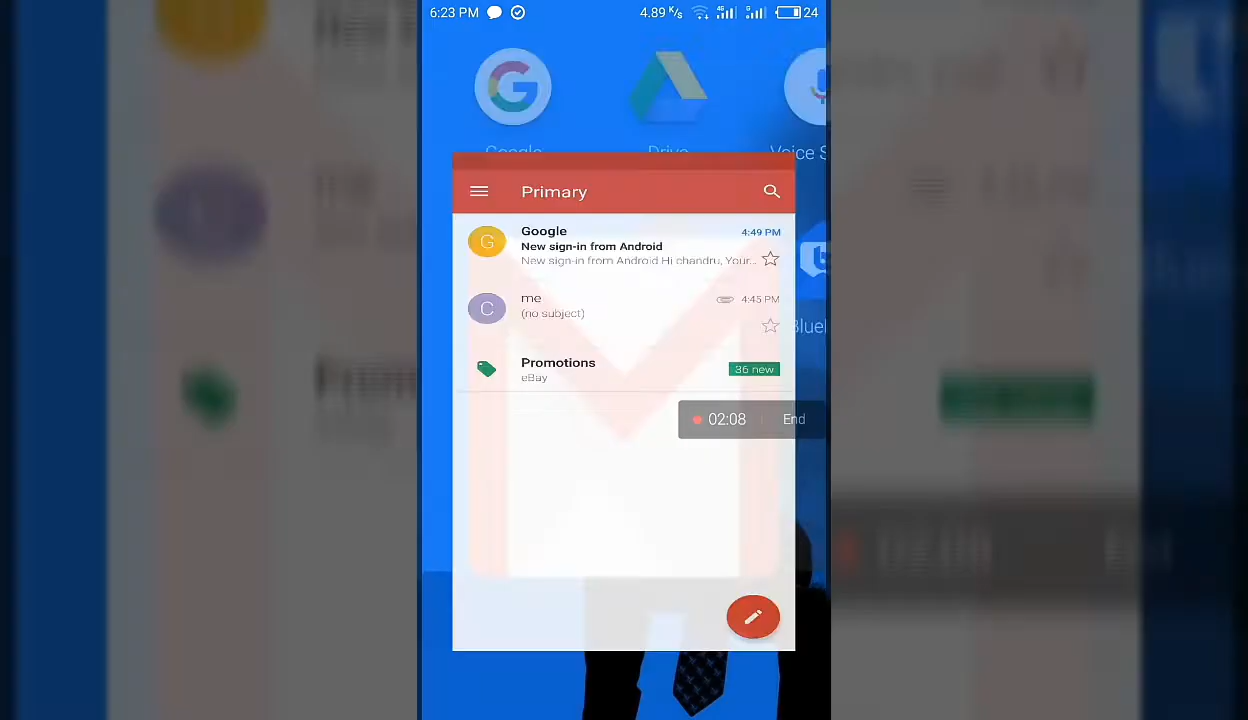 6:23 PM
4.89 K/s
4G
G
24
Google
Drive
Voice S
Primary
G
Google
4:49 PM
New sign-in from Android
New sign-in from Android Hi chandru, Your...
C
me
4:45 PM
(no subject)
Promotions
36 new
eBay
02:08
End